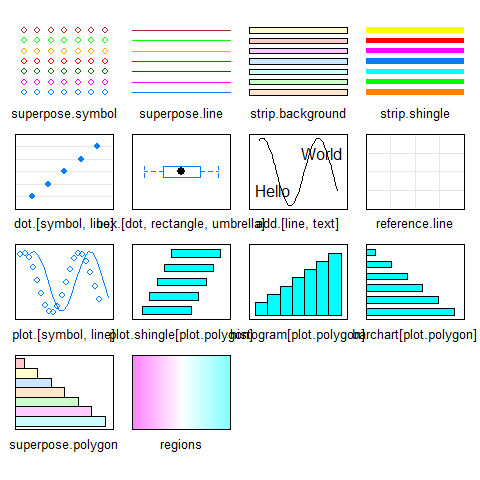 superpose.symbol
superpose.line
strip.background
strip.shingle
World
Hello
dot.[symbol, line]
box.[dot, rectangle, umbrella]
add.[line, text]
reference.line
plot.[symbol, line]
plot.shingle[plot.polygon]
histogram[plot.polygon]
barchart[plot.polygon]
superpose.polygon
regions